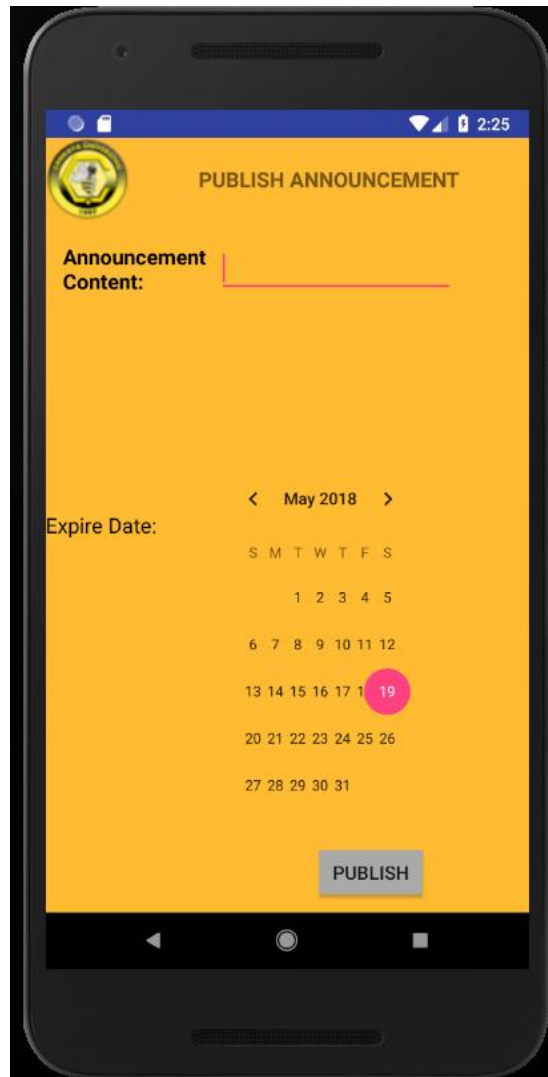 2:25
PUBLISH ANNOUNCEMENT
Announcement
Content:
May 2018
Expire Date:
S M T W T F S
1 2 3 4 5
6 7 8 9 10 11 12
13 14 15 16 17 1 19
20 21 22 23 24 25 26
27 28 29 30 31
PUBLISH